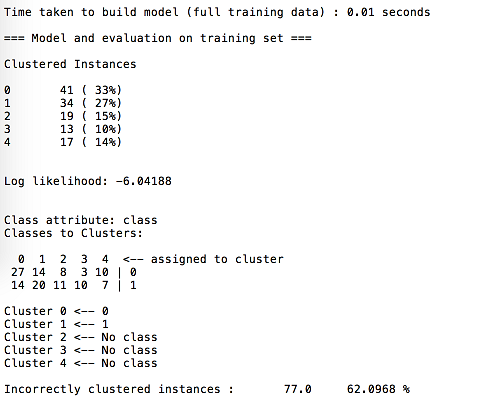 Time taken to build model (full training data) : 0.01 seconds
=== Model and evaluation on training set ===
Clustered Instances
0       41 ( 33%)
1       34 ( 27%)
2       19 ( 15%)
3       13 ( 10%)
4       17 ( 14%)
Log likelihood: -6.04188
Class attribute: class
Classes to Clusters:
  0  1  2  3  4  <-- assigned to cluster
 27 14  8  3 10 | 0
 14 20 11 10  7 | 1
Cluster 0 <-- 0
Cluster 1 <-- 1
Cluster 2 <-- No class
Cluster 3 <-- No class
Cluster 4 <-- No class
Incorrectly clustered instances :       77.0     62.0968 %